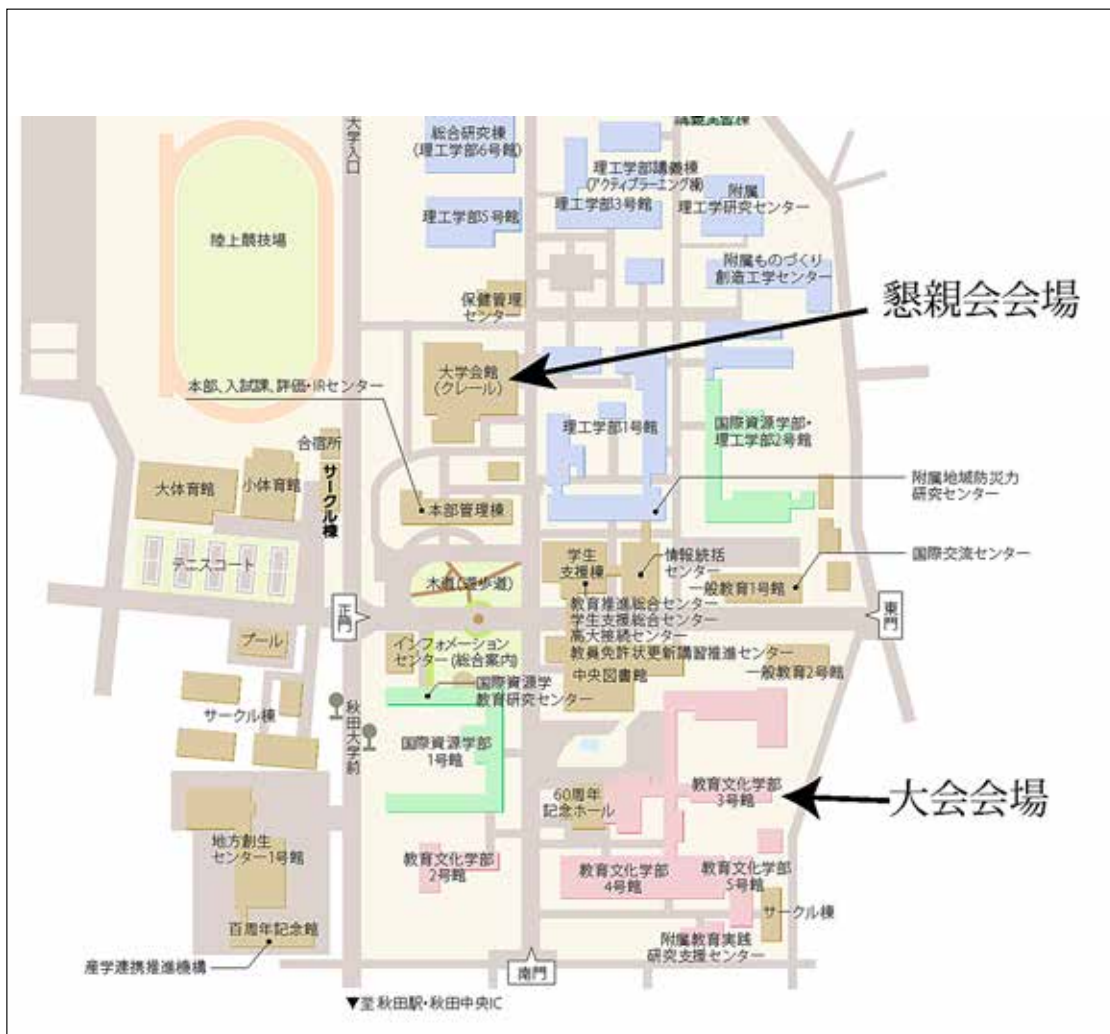 大学入口
総合研究棟
(理工学部6号館)
理工学部講義棟
(アクティブラーニング棟)
理工学部3号館
附属
理工学研究センター
理工学部5号館
陸上競技場
附属ものづくり
創造工学センター
保健管理
センター
懇親会会場
大学会館
(クレール)
本部、入試課、評価・IRセンター
理工学部1号館
国際資源学部・
理工学部2号館
合宿所
サークル棟
大体育館
小体育館
本部管理棟
附属地域防災力
研究センター
テニスコート
学生
支援棟
情報統括
センター
国際交流センター
一般教育1号館
木道(遊歩道)
正門
東門
教育推進総合センター
学生支援総合センター
高大接続センター
教員免許状更新講習推進センター
プール
インフォメーション
センター(総合案内)
中央図書館
一般教育2号館
国際資源学
教育研究センター
サークル棟
秋田大学前
国際資源学部
1号館
60周年
記念ホール
教育文化学部
3号館
大会会場
地方創生
センター1号館
教育文化学部
2号館
教育文化学部
4号館
教育文化学部
5号館
サークル棟
百周年記念館
附属教育実践
研究支援センター
産学連携推進機構
南門
▼至秋田駅・秋田中央IC